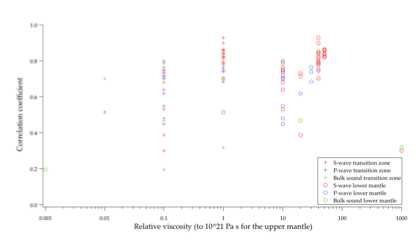 Correlation coefficient
1.0
0.8
0.6
0.4
0.2
0.0
0.001
0.01
0.1
1.0
10
100
1000
Relative viscosity (to 10^21 Pa s for the upper mantle)
S-wave transition zone
P-wave transition zone
Bulk sound transition zone
S-wave lower mantle
P-wave lower mantle
Bulk sound lower mantle